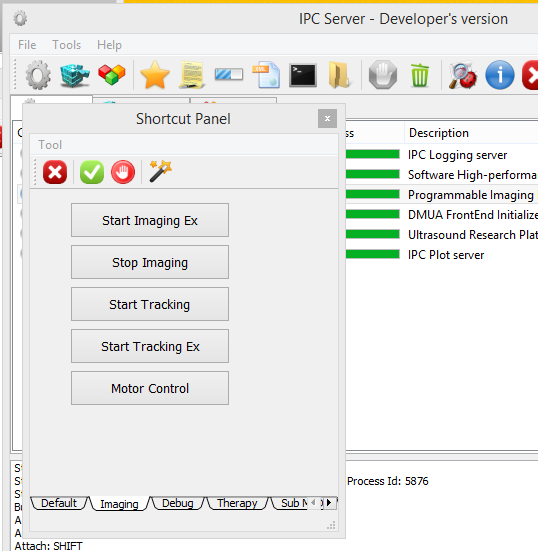 IPC Server - Developer's version
File Tools Help
Shortcut Panel
Tool
Description
Start Imaging Ex
IPC Logging server
Software High-performa
Programmable Imaging
Stop Imaging
DMUA FrontEnd Initialize
Ultrasound Research Plat
IPC Plot server
Start Tracking
Start Tracking Ex
Motor Control
Process Id: 5876
Default Imaging Debug Therapy Sub
Attach: SHIFT